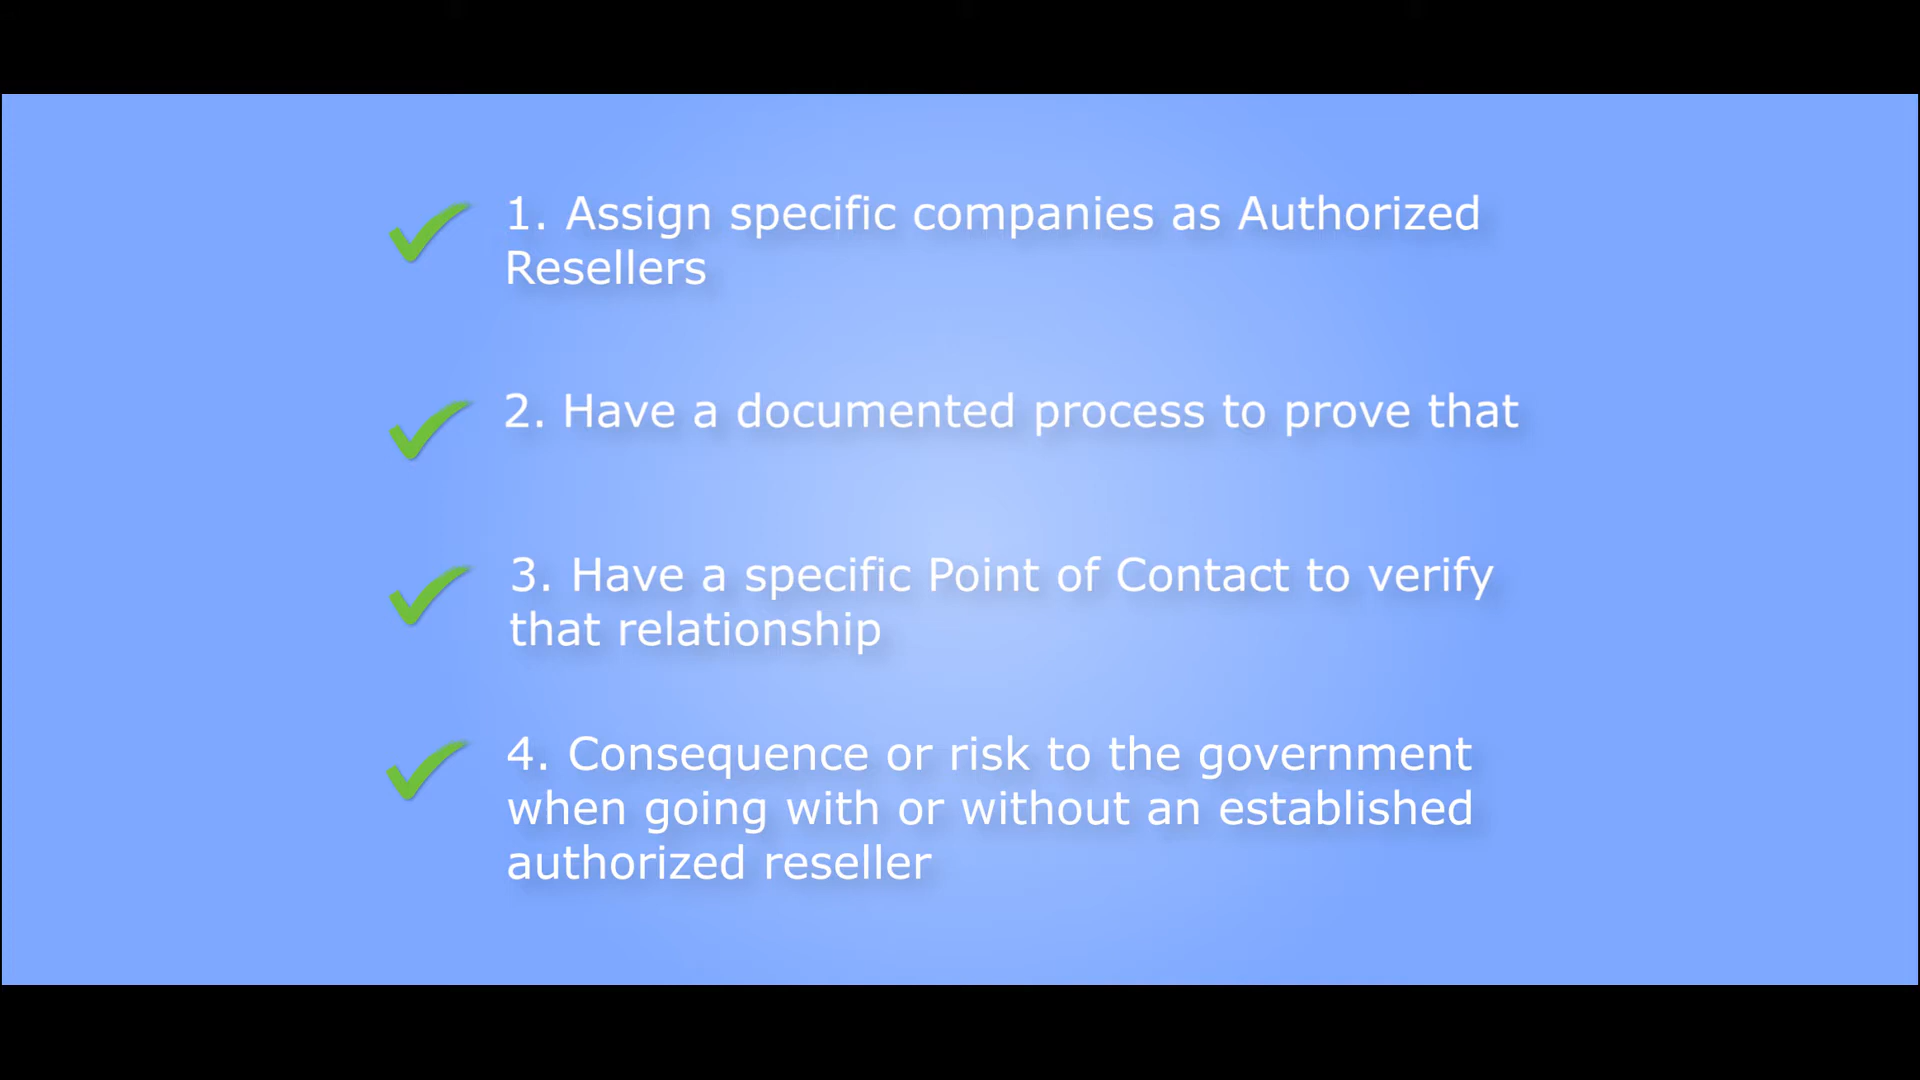 1. Assign specific companies as Authorized
Resellers
2. Have a documented process to prove that
3. Have a specific Point of Contact to verify
that relationship
4. Consequence or risk to the government
when going with or without an established
authorized reseller